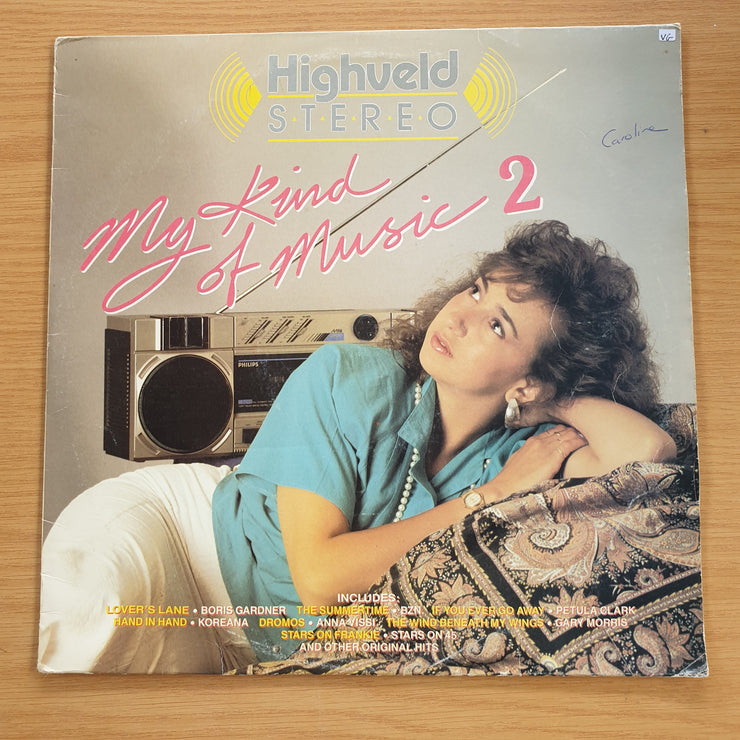 VG-
Highveld
STEREO
Caroline
My Kind
of Music 2
PHILIPS
INCLUDES:
LOVER'S LANE • BORIS GARDNER THE SUMMERTIME • BZN IF YOU EVER GO AWAY • PETULA CLARK
HAND IN HAND • KOREANA DROMOS • ANNA VISSI THE WIND BENEATH MY WINGS • GARY MORRIS
STARS ON FRANKIE • STARS ON 45
AND OTHER ORIGINAL HITS